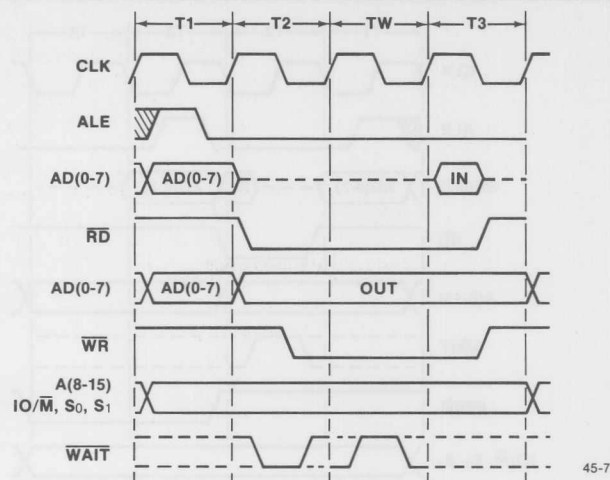 T1 T2 TW T3
CLK
ALE
AD(0-7) AD(0-7) IN
RD
AD(0-7) AD(0-7) OUT
WR
A(8-15)
IO/M, S0, S1
WAIT
45-7